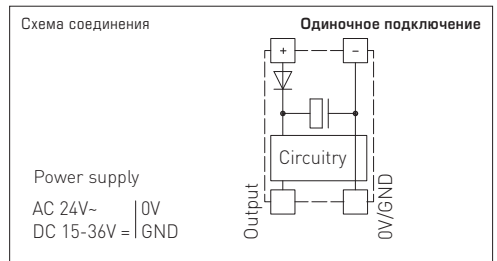 Схема соединения
Одиночное подключение
+ −
Circuitry
Power supply
AC 24V~ 0V
DC 15-36V = GND
Output
0V/GND